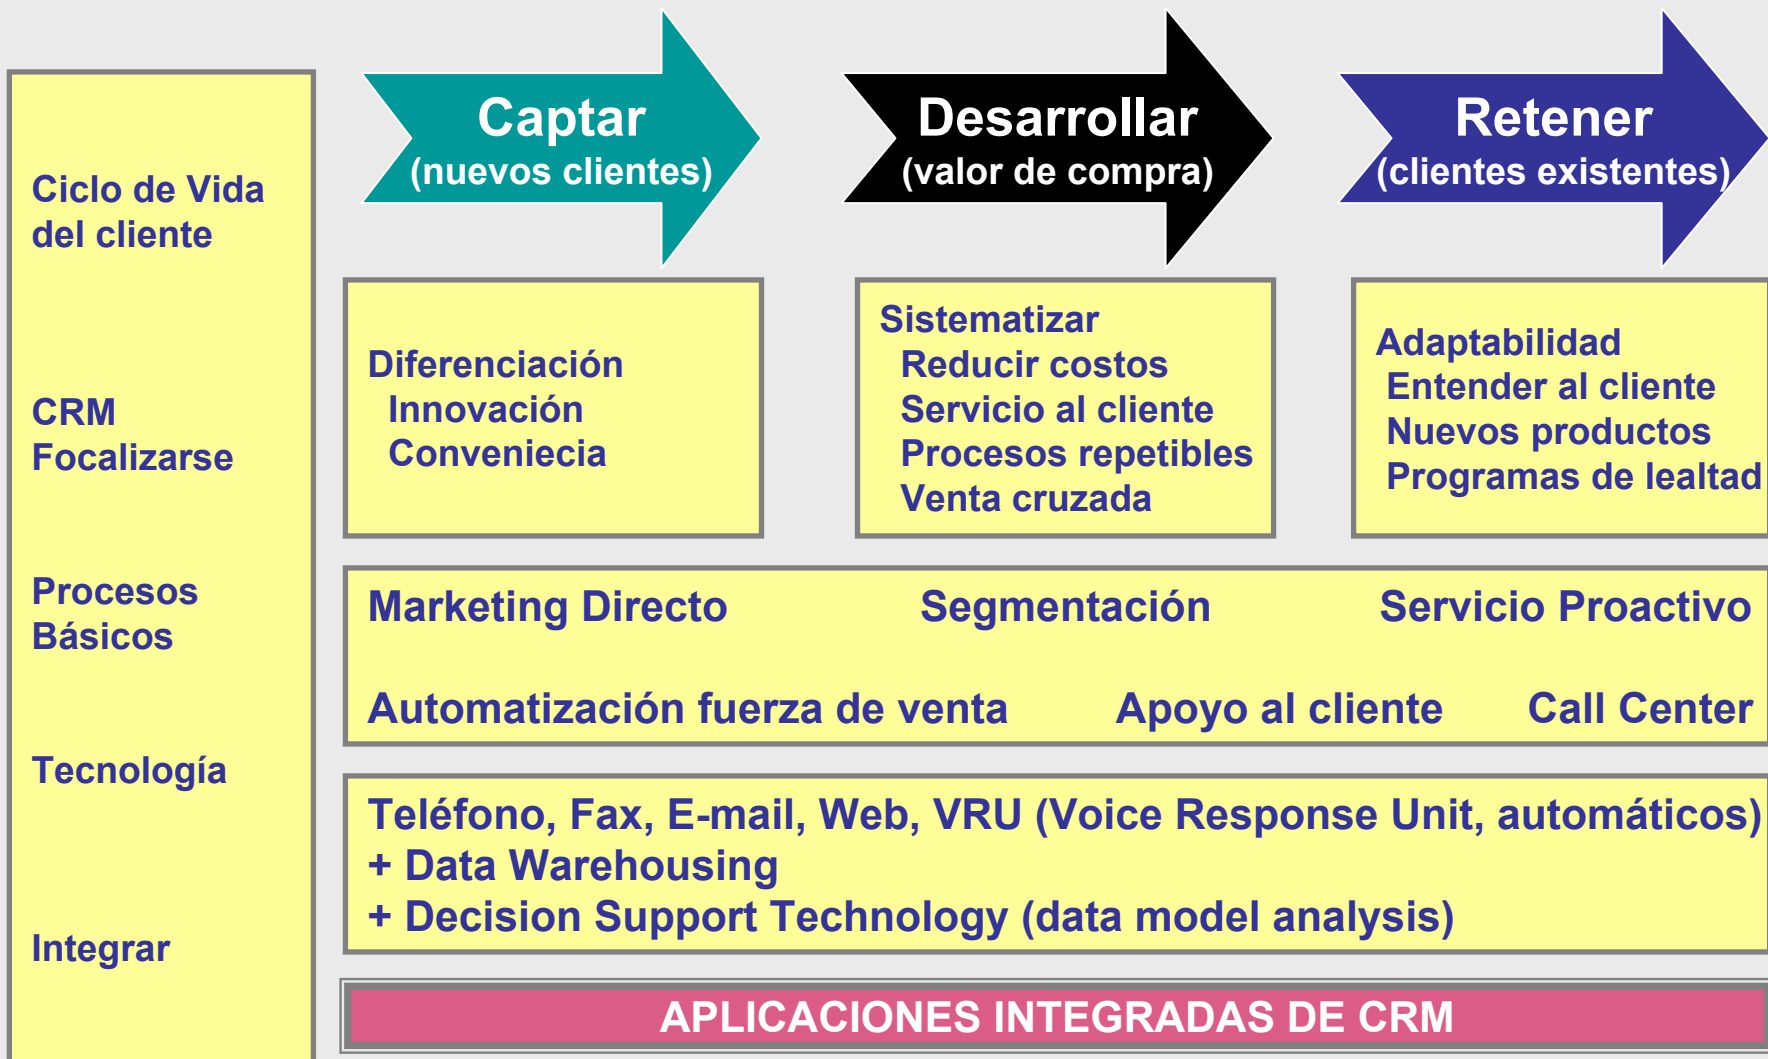 Ciclo de Vida
del cliente
CRM
Focalizarse
Procesos
Básicos
Tecnología
Integrar
Captar
(nuevos clientes)
Desarrollar
(valor de compra)
Retener
(clientes existentes)
Diferenciación
Innovación
Conveniecia
Sistematizar
Reducir costos
Servicio al cliente
Procesos repetibles
Venta cruzada
Adaptabilidad
Entender al cliente
Nuevos productos
Programas de lealtad
Marketing Directo Segmentación Servicio Proactivo
Automatización fuerza de venta Apoyo al cliente Call Center
Teléfono, Fax, E-mail, Web, VRU (Voice Response Unit, automáticos)
+ Data Warehousing
+ Decision Support Technology (data model analysis)
APLICACIONES INTEGRADAS DE CRM